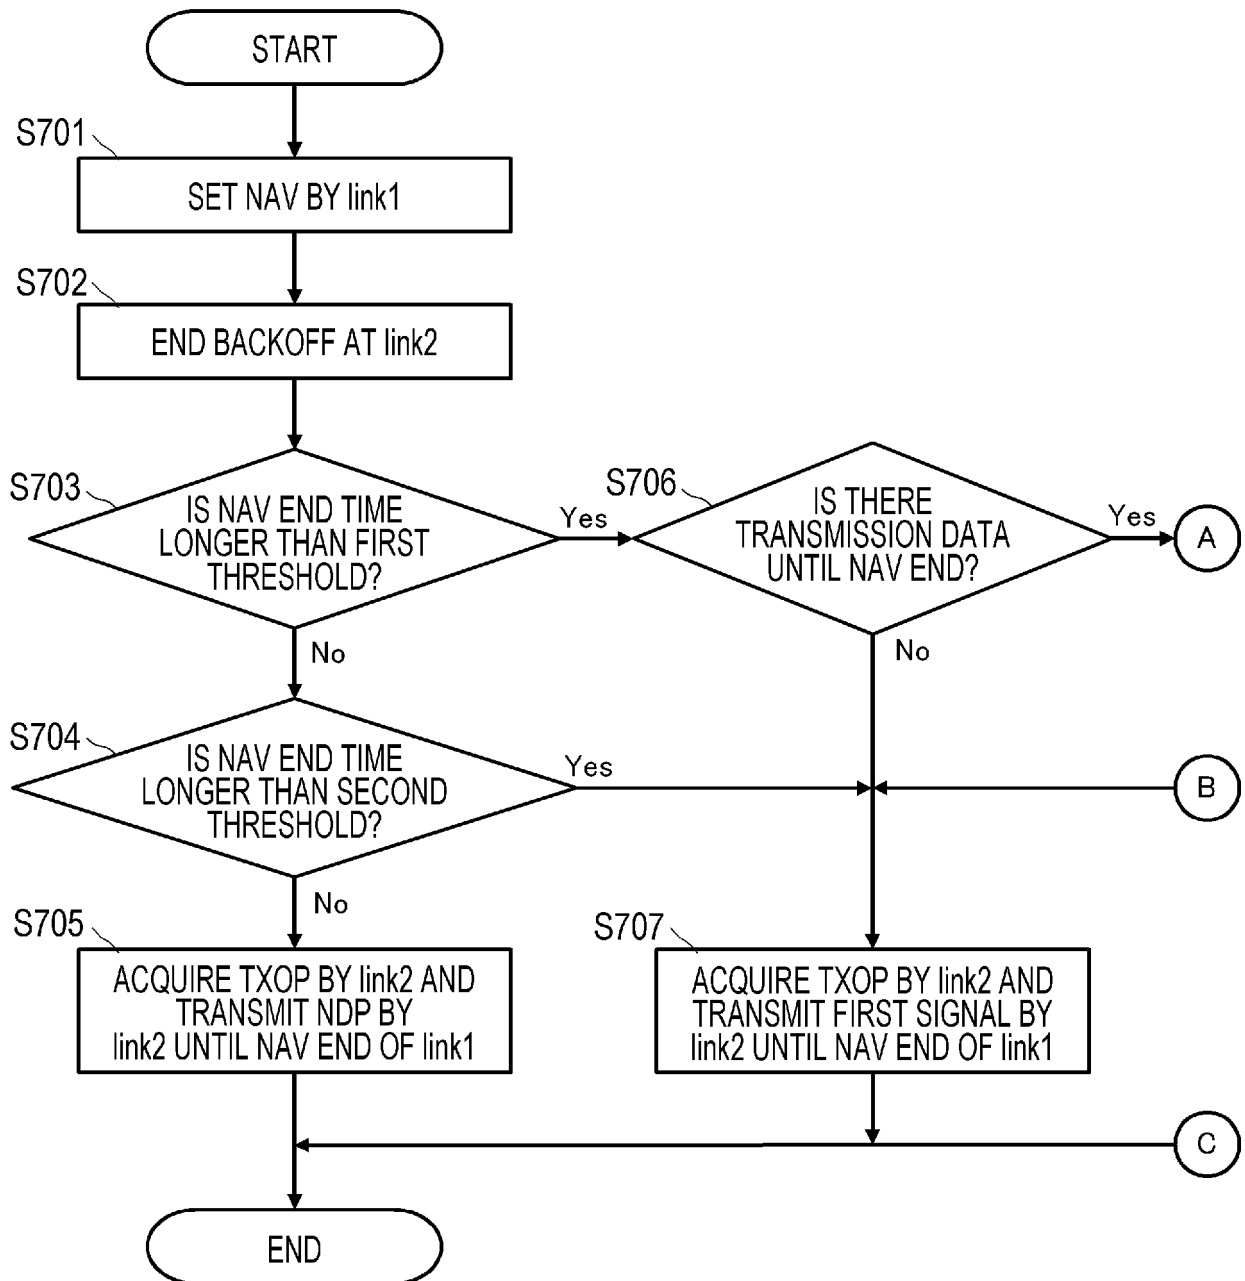 START
S701
SET NAV BY link1
S702
END BACKOFF AT link2
S703
IS NAV END TIME
LONGER THAN FIRST
THRESHOLD?
Yes
No
S706
IS THERE
TRANSMISSION DATA
UNTIL NAV END?
Yes
A
No
S704
IS NAV END TIME
LONGER THAN SECOND
THRESHOLD?
Yes
B
No
S705
ACQUIRE TXOP BY link2 AND
TRANSMIT NDP BY
link2 UNTIL NAV END OF link1
S707
ACQUIRE TXOP BY link2 AND
TRANSMIT FIRST SIGNAL BY
link2 UNTIL NAV END OF link1
C
END